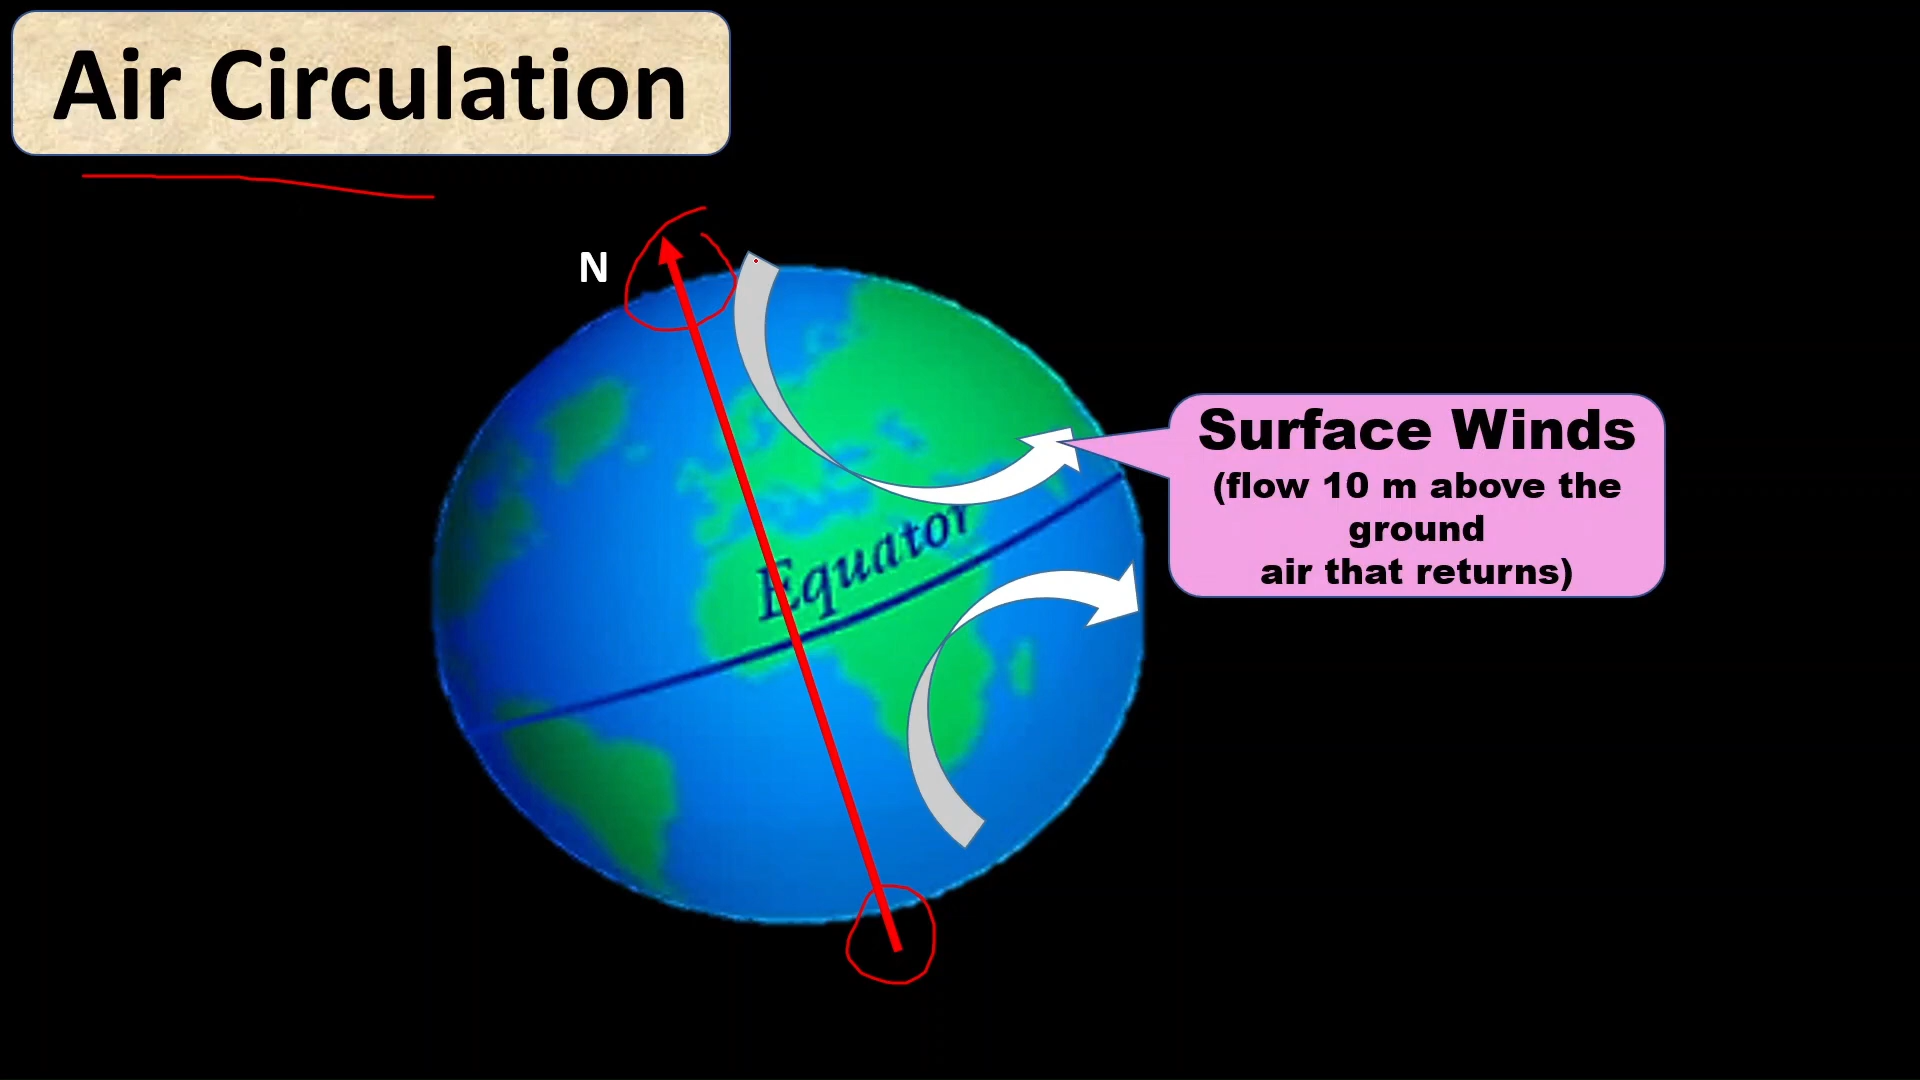 Air Circulation
N
Surface Winds
(flow 10 m above the
ground
air that returns)
Equator